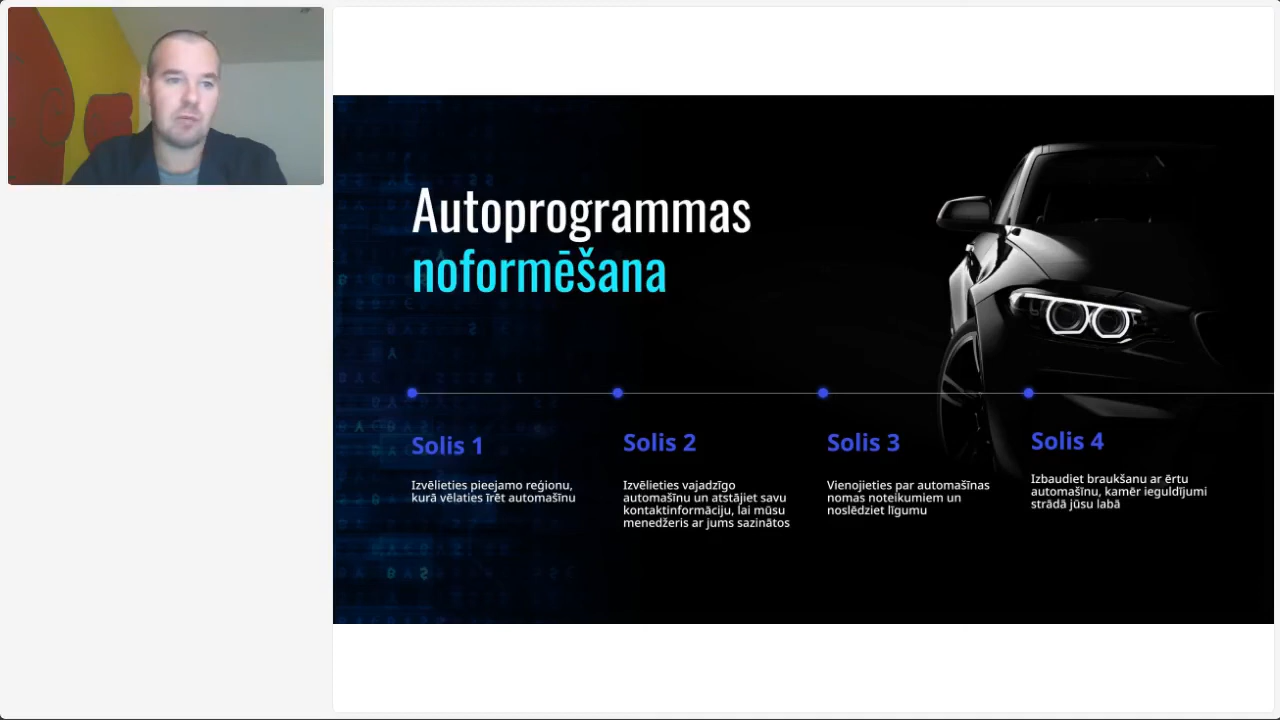 Autoprogrammas
noformēšana
Solis 1
Izvēlieties pieejamo reģionu,
kurā vēlaties īrēt automašīnu
Solis 2
Izvēlieties vajadzīgo
automašīnu un atstājiet savu
kontaktinformāciju, lai mūsu
menedžeris ar jums sazinātos
Solis 3
Vienojieties par automašīnas
nomas noteikumiem un
noslēdziet līgumu
Solis 4
Izbaudiet braukšanu ar ērtu
automašīnu, kamēr ieguldījumi
strādā jūsu labā